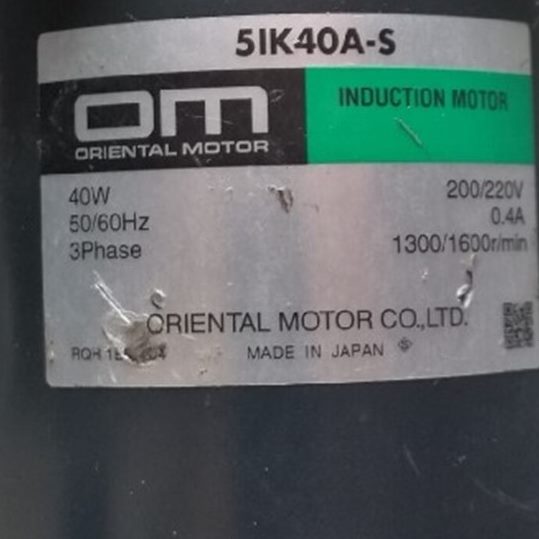 5IK40A-S
OM
ORIENTAL MOTOR
INDUCTION MOTOR
40W
50/60Hz
3Phase
200/220V
0.4A
1300/1600r/min
ORIENTAL MOTOR CO.,LTD.
MADE IN JAPAN